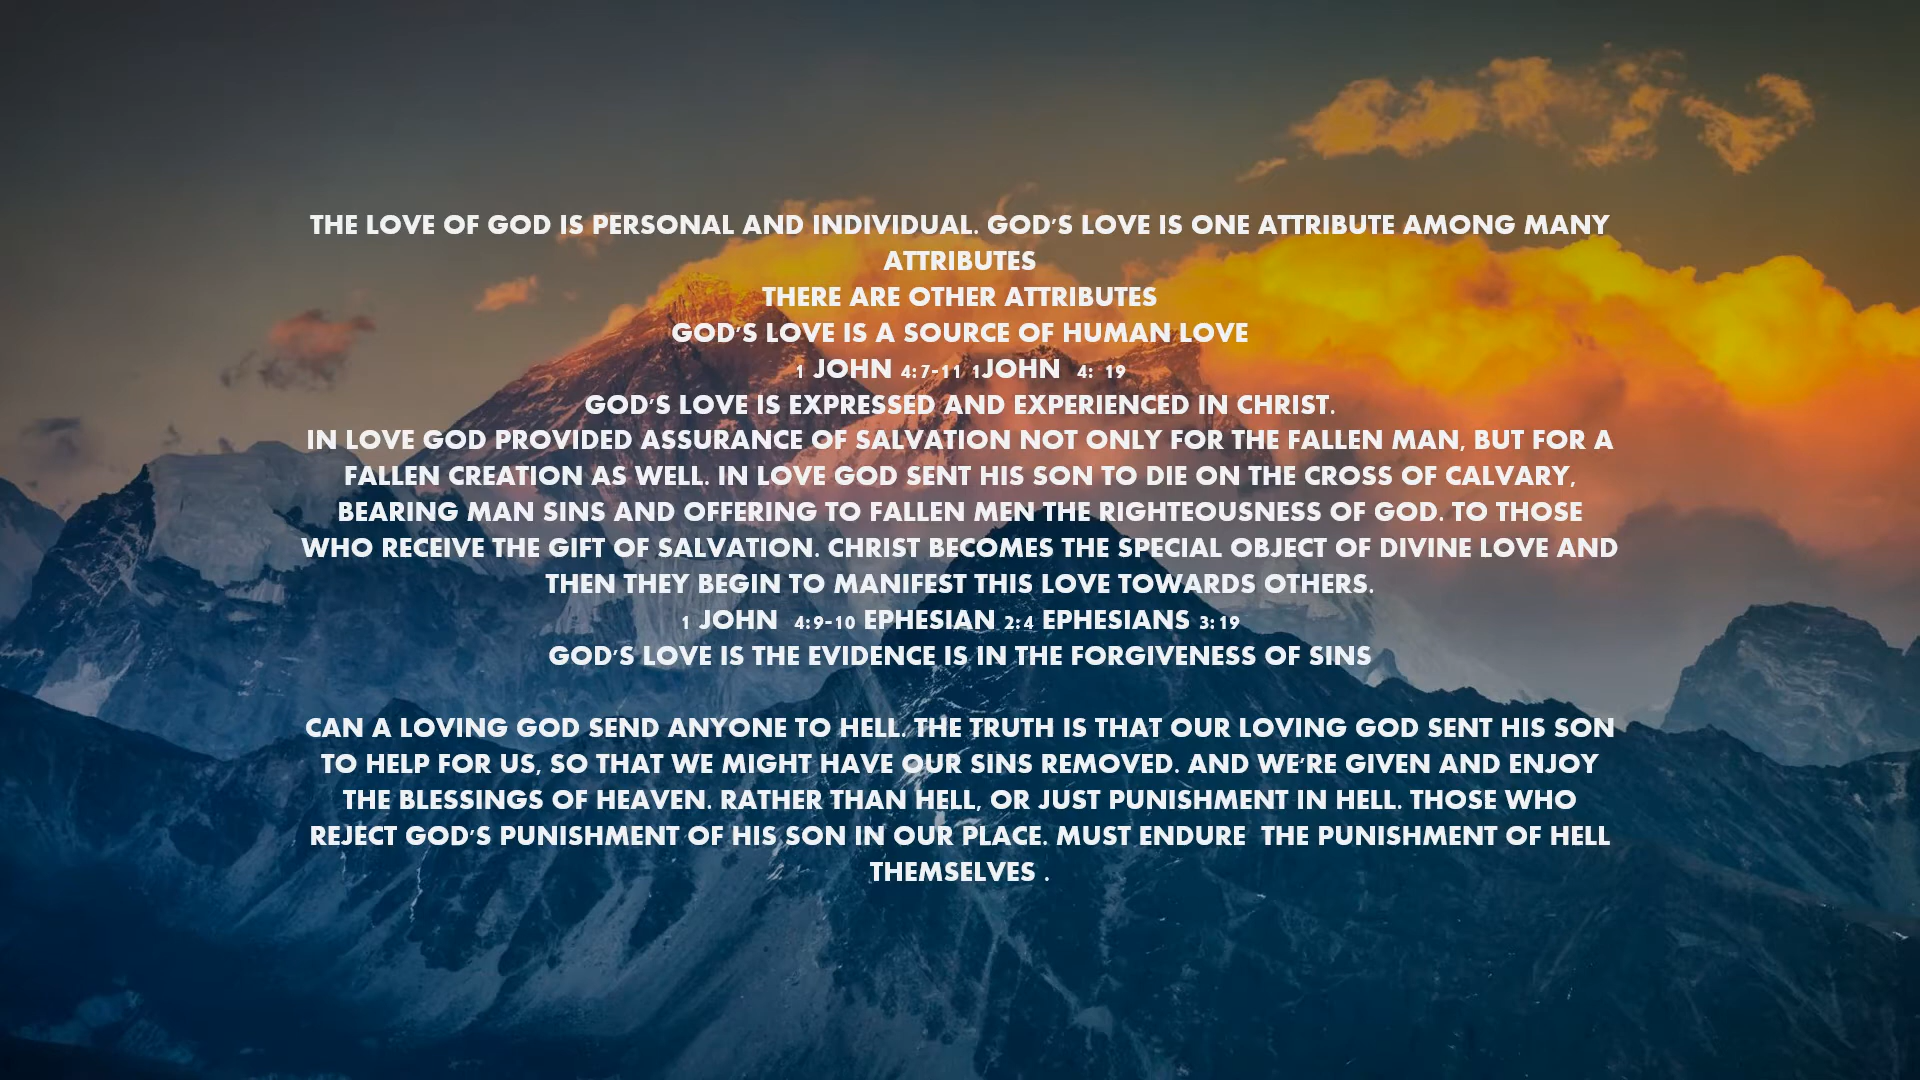 THE LOVE OF GOD IS PERSONAL AND INDIVIDUAL. GOD'S LOVE IS ONE ATTRIBUTE AMONG MANY
ATTRIBUTES
THERE ARE OTHER ATTRIBUTES
GOD'S LOVE IS A SOURCE OF HUMAN LOVE
1 JOHN 4:7-11 1JOHN  4: 19
GOD'S LOVE IS EXPRESSED AND EXPERIENCED IN CHRIST.
IN LOVE GOD PROVIDED ASSURANCE OF SALVATION NOT ONLY FOR THE FALLEN MAN, BUT FOR A
FALLEN CREATION AS WELL. IN LOVE GOD SENT HIS SON TO DIE ON THE CROSS OF CALVARY,
BEARING MAN SINS AND OFFERING TO FALLEN MEN THE RIGHTEOUSNESS OF GOD. TO THOSE
WHO RECEIVE THE GIFT OF SALVATION. CHRIST BECOMES THE SPECIAL OBJECT OF DIVINE LOVE AND
THEN THEY BEGIN TO MANIFEST THIS LOVE TOWARDS OTHERS.
1 JOHN  4:9-10 EPHESIAN 2:4 EPHESIANS 3:19
GOD'S LOVE IS THE EVIDENCE IS IN THE FORGIVENESS OF SINS
CAN A LOVING GOD SEND ANYONE TO HELL. THE TRUTH IS THAT OUR LOVING GOD SENT HIS SON
TO HELP FOR US, SO THAT WE MIGHT HAVE OUR SINS REMOVED. AND WE'RE GIVEN AND ENJOY
THE BLESSINGS OF HEAVEN. RATHER THAN HELL, OR JUST PUNISHMENT IN HELL. THOSE WHO
REJECT GOD'S PUNISHMENT OF HIS SON IN OUR PLACE. MUST ENDURE  THE PUNISHMENT OF HELL
THEMSELVES .